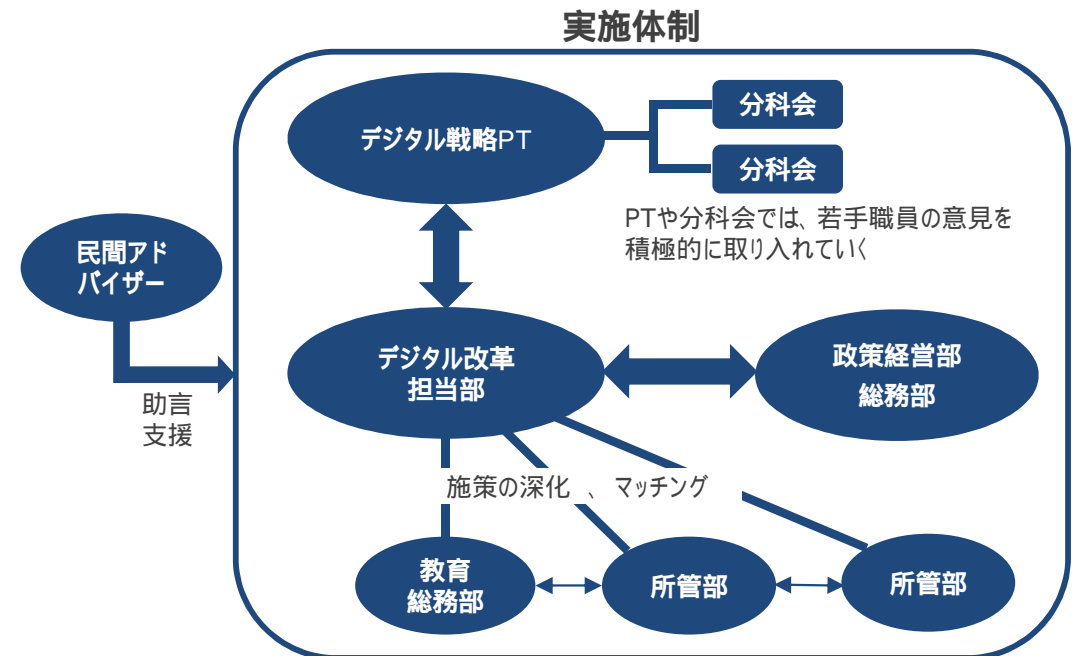 実施体制
デジタル戦略PT
分科会
分科会
PTや分科会では、若手職員の意見を
積極的に取り入れていく
民間アド
バイザー
助言
支援
デジタル改革
担当部
政策経営部
総務部
施策の深化 、マッチング
教育
総務部
所管部
所管部